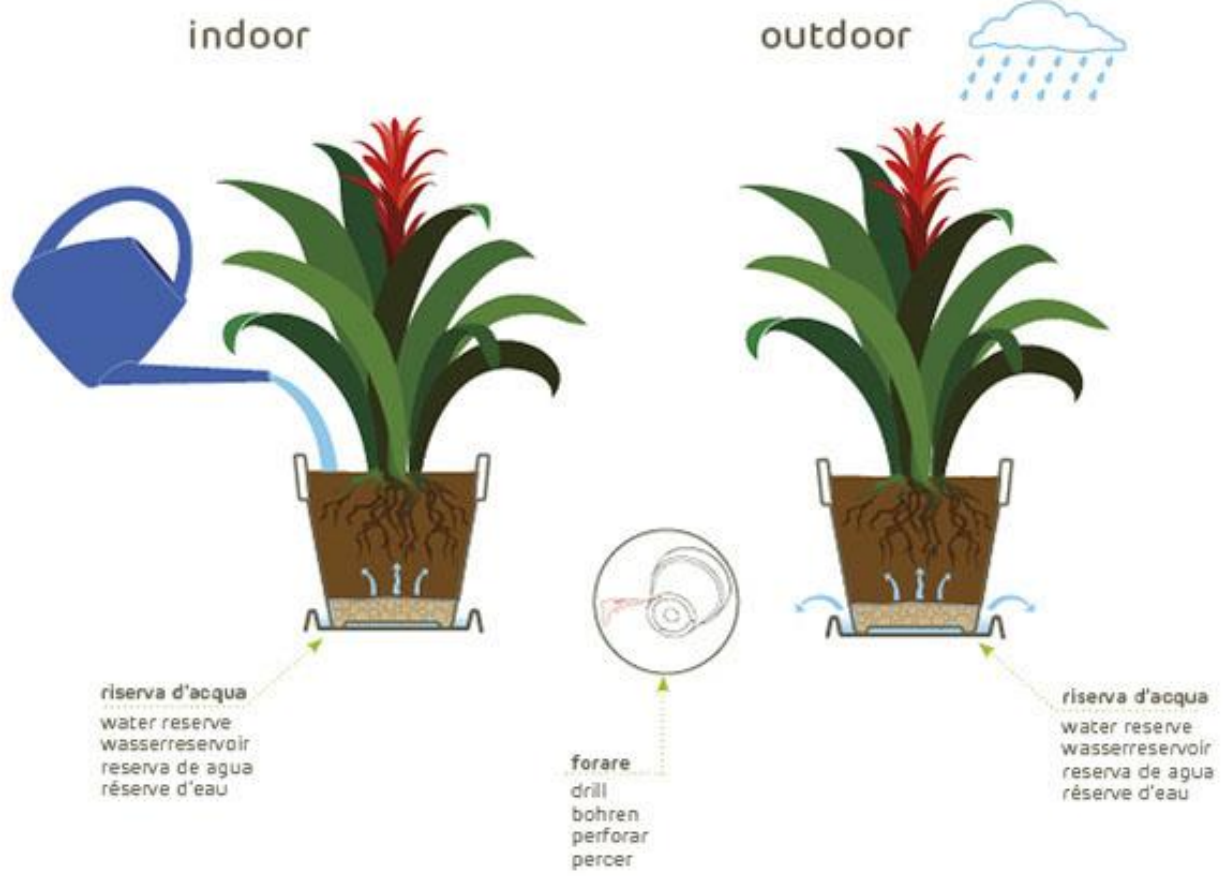 indoor
outdoor
riserva d'acqua
water reserve
wasserreservoir
reserva de agua
réserve d'eau
forare
drill
bohren
perforar
percer
riserva d'acqua
water reserve
wasserreservoir
reserva de agua
réserve d'eau